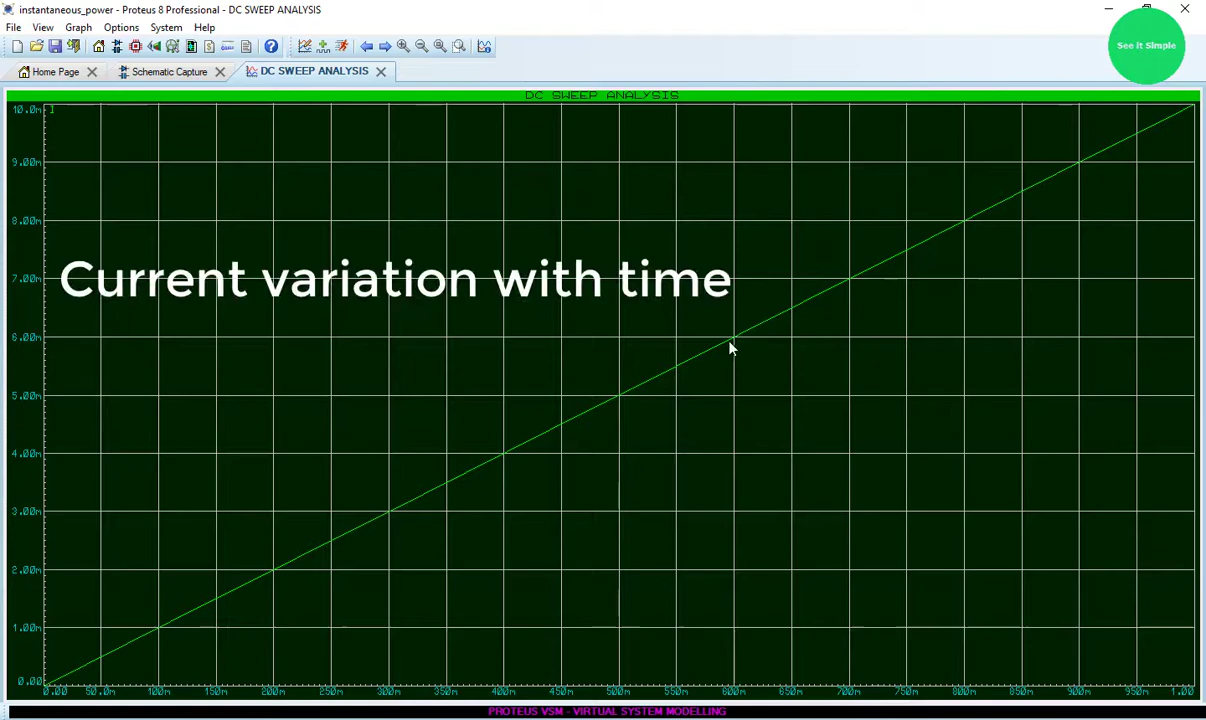 instantaneous_power - Proteus 8 Professional - DC SWEEP ANALYSIS
File View Graph Options System Help
See it Simple
Home Page Schematic Capture DC SWEEP ANALYSIS
DC SWEEP ANALYSIS
10.0m
9.00m
8.00m
7.00m
Current variation with time
6.00m
5.00m
4.00m
3.00m
2.00m
1.00m
0.00
0.00 50.0m 100m 150m 200m 250m 300m 350m 400m 450m 500m 550m 600m 650m 700m 750m 800m 850m 900m 950m 1.00
PROTEUS VSM - VIRTUAL SYSTEM MODELLING